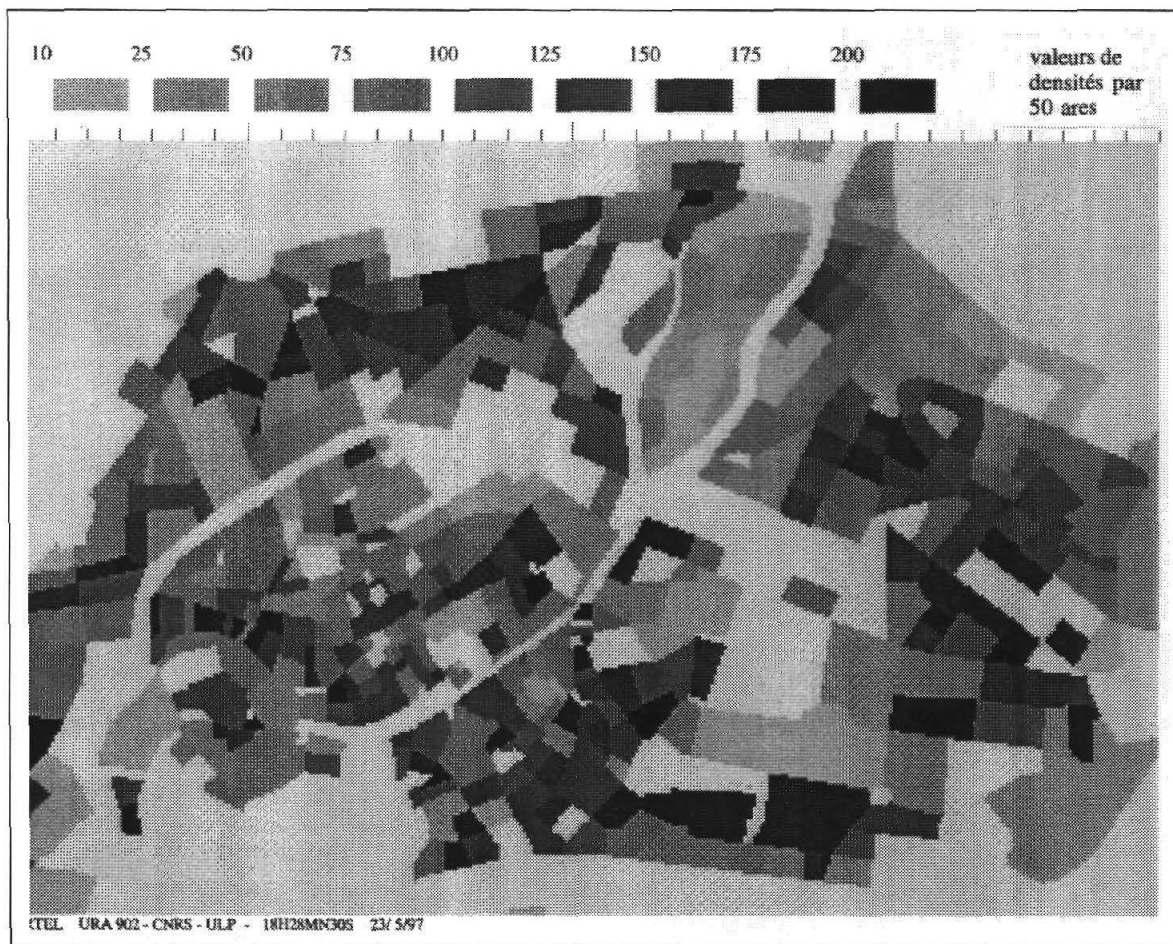 10 25 50 75 100 125 150 175 200
valeurs de
densités par
50 ares
URA 902 - CNRS - ULP - 18H28MN30S 23/ 5/97